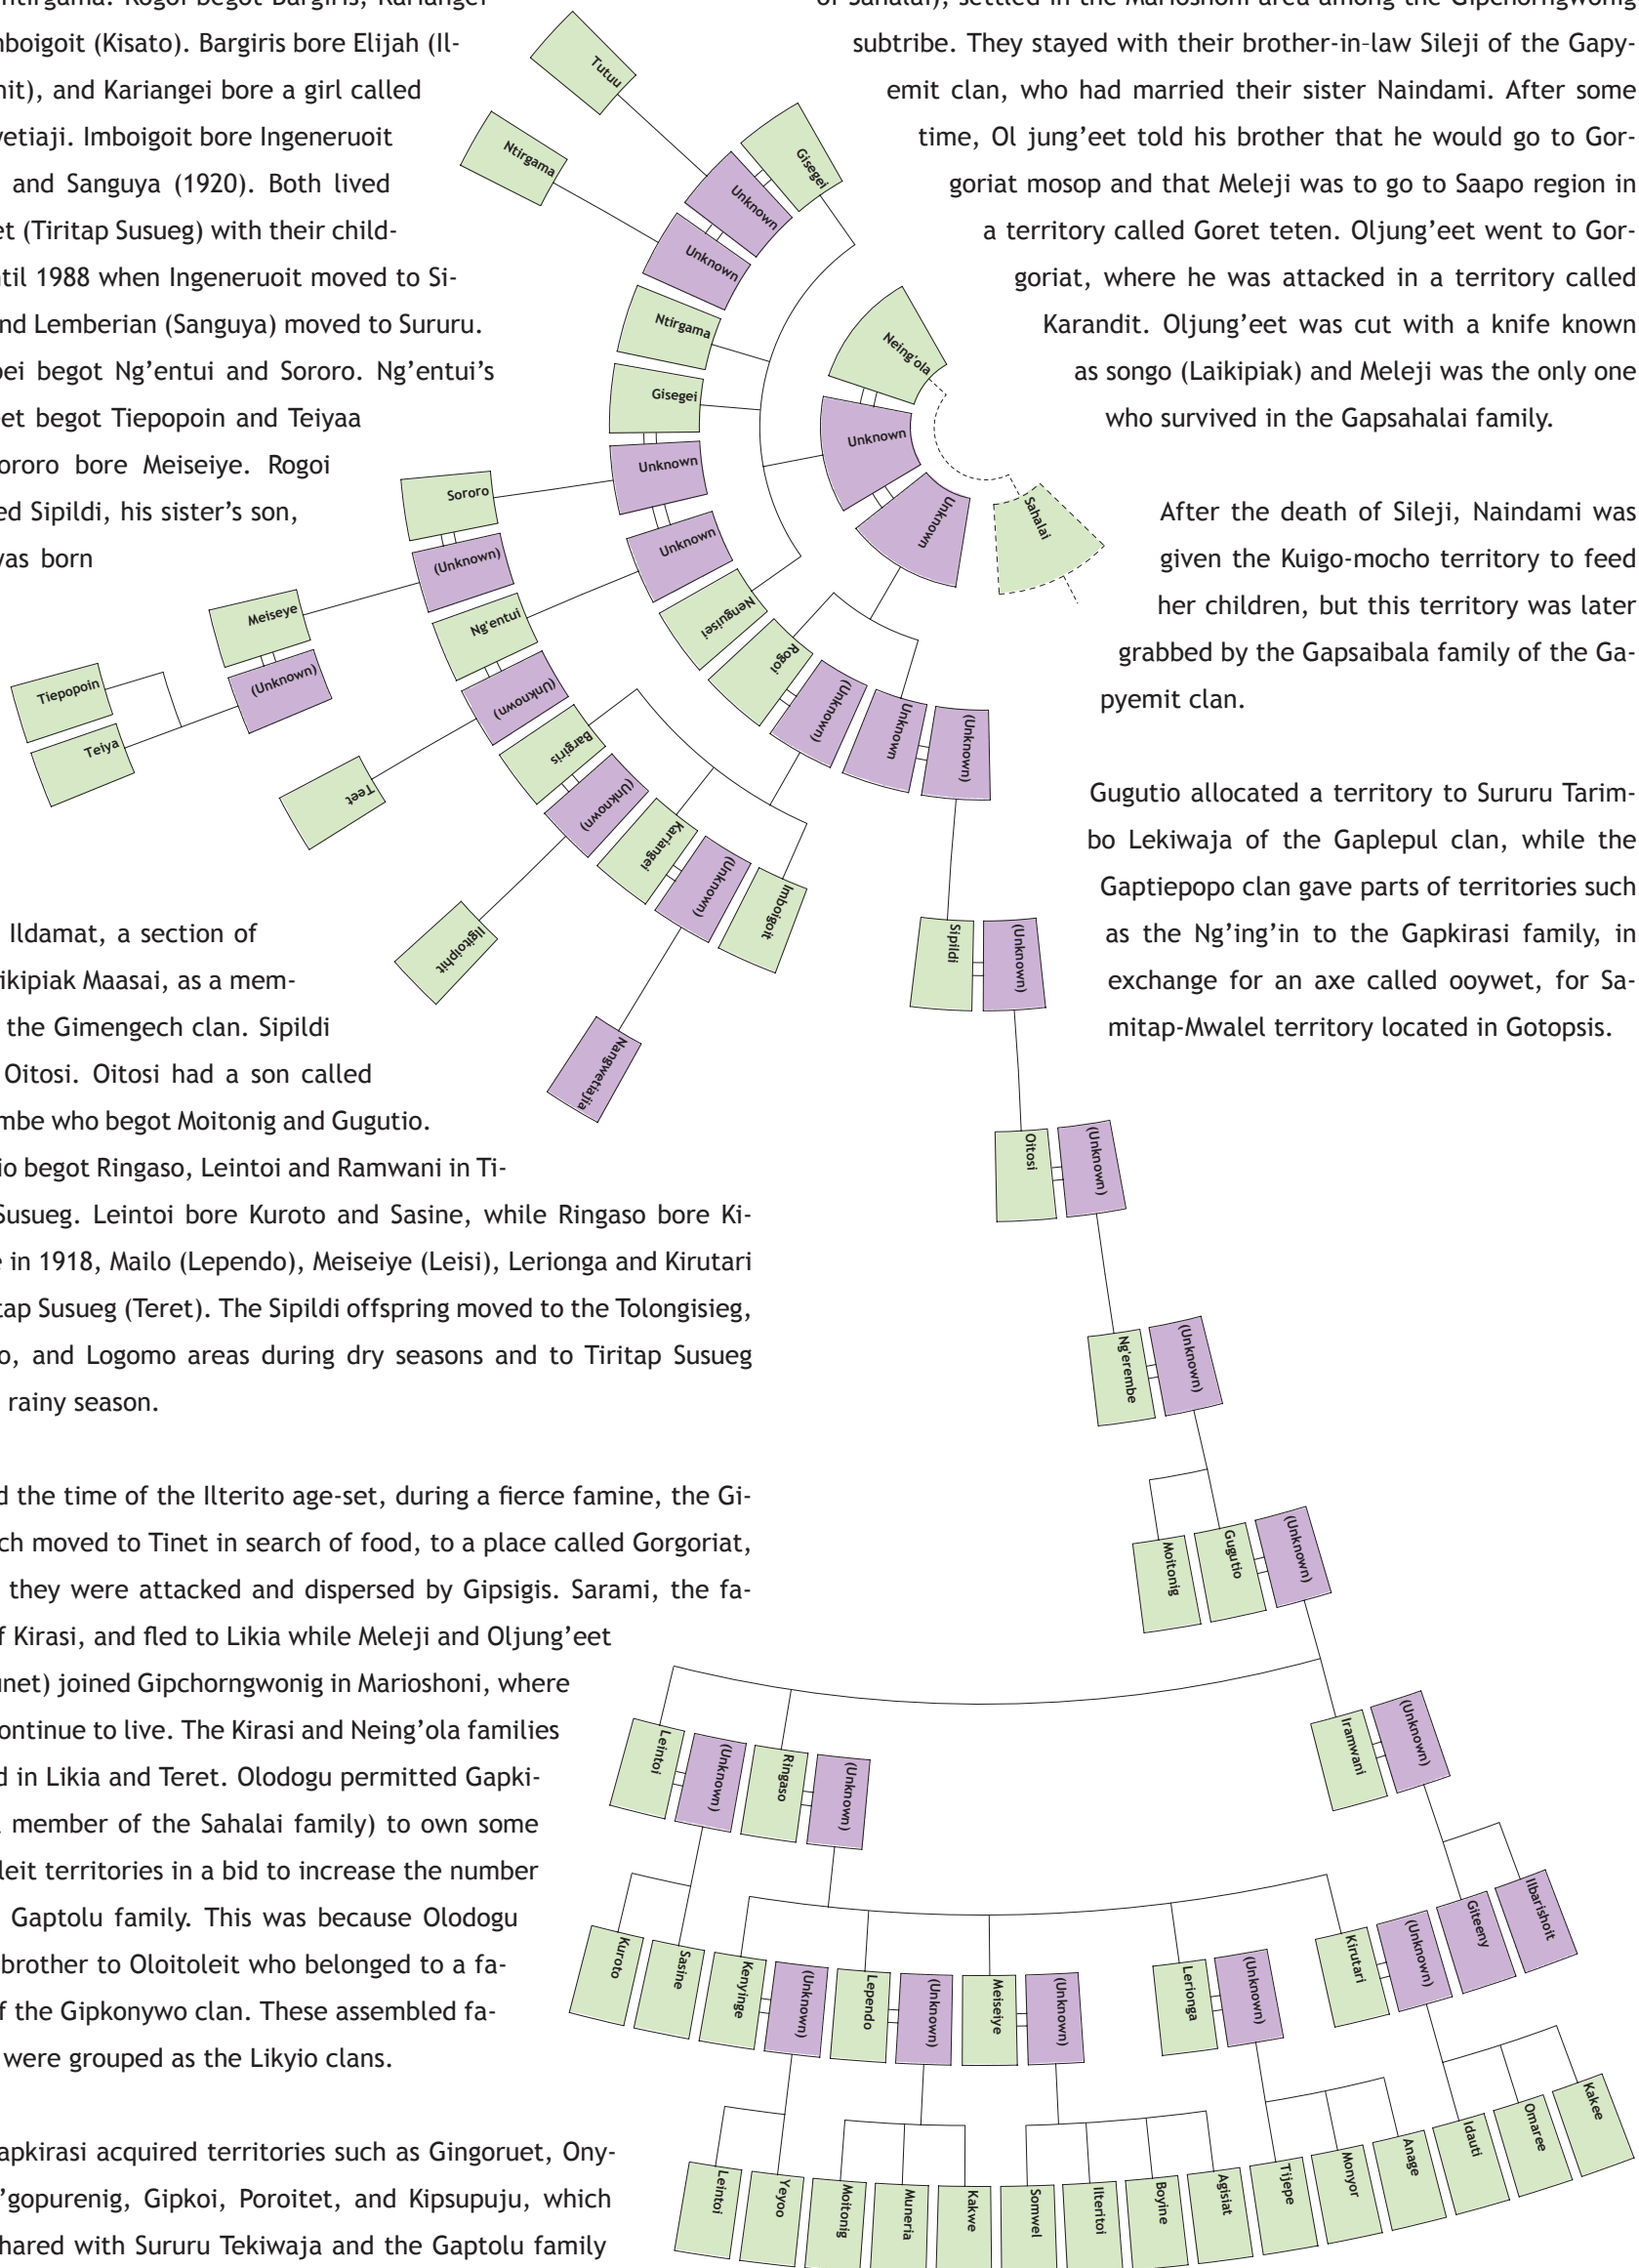 mboigoit (Kisato). Bargiris bore Elijah (Il-
nit), and Kariangei bore a girl called
vetiaji. Imboigoit bore Ingeneruoit
and Sanguya (1920). Both lived
et (Tiritap Susueg) with their child-
ntil 1988 when Ingeneruoit moved to Si-
nd Lemberian (Sanguya) moved to Sururu.
pei begot Ng’entui and Sororo. Ng’entui’s
eet begot Tiepopoin and Teiyaa
ororo bore Meiseiye. Rogoi
ed Sipildi, his sister’s son,
was born
Ildamat, a section of
ikipiak Maasai, as a mem-
the Gimengech clan. Sipildi
Oitosi. Oitosi had a son called
mbe who begot Moitonig and Gugutio.
io begot Ringaso, Leintoi and Ramwani in Ti-
Susueg. Leintoi bore Kuroto and Sasine, while Ringaso bore Ki-
e in 1918, Mailo (Lependo), Meiseiye (Leisi), Lerionga and Kirutari
tap Susueg (Teret). The Sipildi offspring moved to the Tolongisieg,
o, and Logomo areas during dry seasons and to Tiritap Susueg
rainy season.
d the time of the Ilterito age-set, during a fierce famine, the Gi-
ch moved to Tinet in search of food, to a place called Gorgoriat,
they were attacked and dispersed by Gipsigis. Sarami, the fa-
f Kirasi, and fled to Likia while Meleji and Oljung’eet
unet) joined Gipchorngwonig in Marioshoni, where
ontinue to live. The Kirasi and Neing’ola families
d in Likia and Teret. Olodogu permitted Gapki-
member of the Sahalai family) to own some
leit territories in a bid to increase the number
Gaptolu family. This was because Olodogu
brother to Oloitoleit who belonged to a fa-
f the Gipkonywo clan. These assembled fa-
were grouped as the Likyio clans.
apkirasi acquired territories such as Gingoruet, Ony-
’gopurenig, Gipkoi, Poroitet, and Kipsupuju, which
hared with Sururu Tekiwaja and the Gaptolu family
of Sahalai), settled in the Marioshoni area among the Gipchorngwonig
subtribe. They stayed with their brother-in-law Sileji of the Gapy-
emit clan, who had married their sister Naindami. After some
time, Ol jung’eet told his brother that he would go to Gor-
goriat mosop and that Meleji was to go to Saapo region in
a territory called Goret teten. Oljung’eet went to Gor-
goriat, where he was attacked in a territory called
Karandit. Oljung’eet was cut with a knife known
as songo (Laikipiak) and Meleji was the only one
who survived in the Gapsahalai family.
After the death of Sileji, Naindami was
given the Kuigo-mocho territory to feed
her children, but this territory was later
grabbed by the Gapsaibala family of the Ga-
pyemit clan.
Gugutio allocated a territory to Sururu Tarim-
bo Lekiwaja of the Gaplepul clan, while the
Gaptiepopo clan gave parts of territories such
as the Ng’ing’in to the Gapkirasi family, in
exchange for an axe called ooywet, for Sa-
mitap-Mwalel territory located in Gotopsis.
Tutuu
Ntirgama
Gisegei
Unknown
Unknown
Ntirgama
Gisegei
Unknown
Unknown
Neing’ola
Unknown
Unknown
Sahalai
Sororo
(Unknown)
Ng’entui
(Unknown)
Meiseye
(Unknown)
Tiepopoin
Teiya
Teet
Nenguisei
Rogoi
(Unknown)
Unknown
(Unknown)
Bargiris
(Unknown)
Kariangei
(Unknown)
Imboigoit
Ilgitoiphit
Nangwetiajia
Sipildi
(Unknown)
Oitosi
(Unknown)
Ng’erembe
(Unknown)
Moitonig
Gugutio
(Unknown)
Leintoi
(Unknown)
Ringaso
(Unknown)
Iramwani
(Unknown)
Kuroto
Sasine
Kenyinge
(Unknown)
Lependo
(Unknown)
Meiseiye
(Unknown)
Lerionga
(Unknown)
Kirutari
(Unknown)
Giteeny
Ilbarishoit
Leintoi
Yeyoo
Moitonig
Muneria
Kakwe
Somwel
Ilteritoi
Boyine
Agisiat
Tijepe
Monyor
Anage
Idauti
Omaree
Kakee